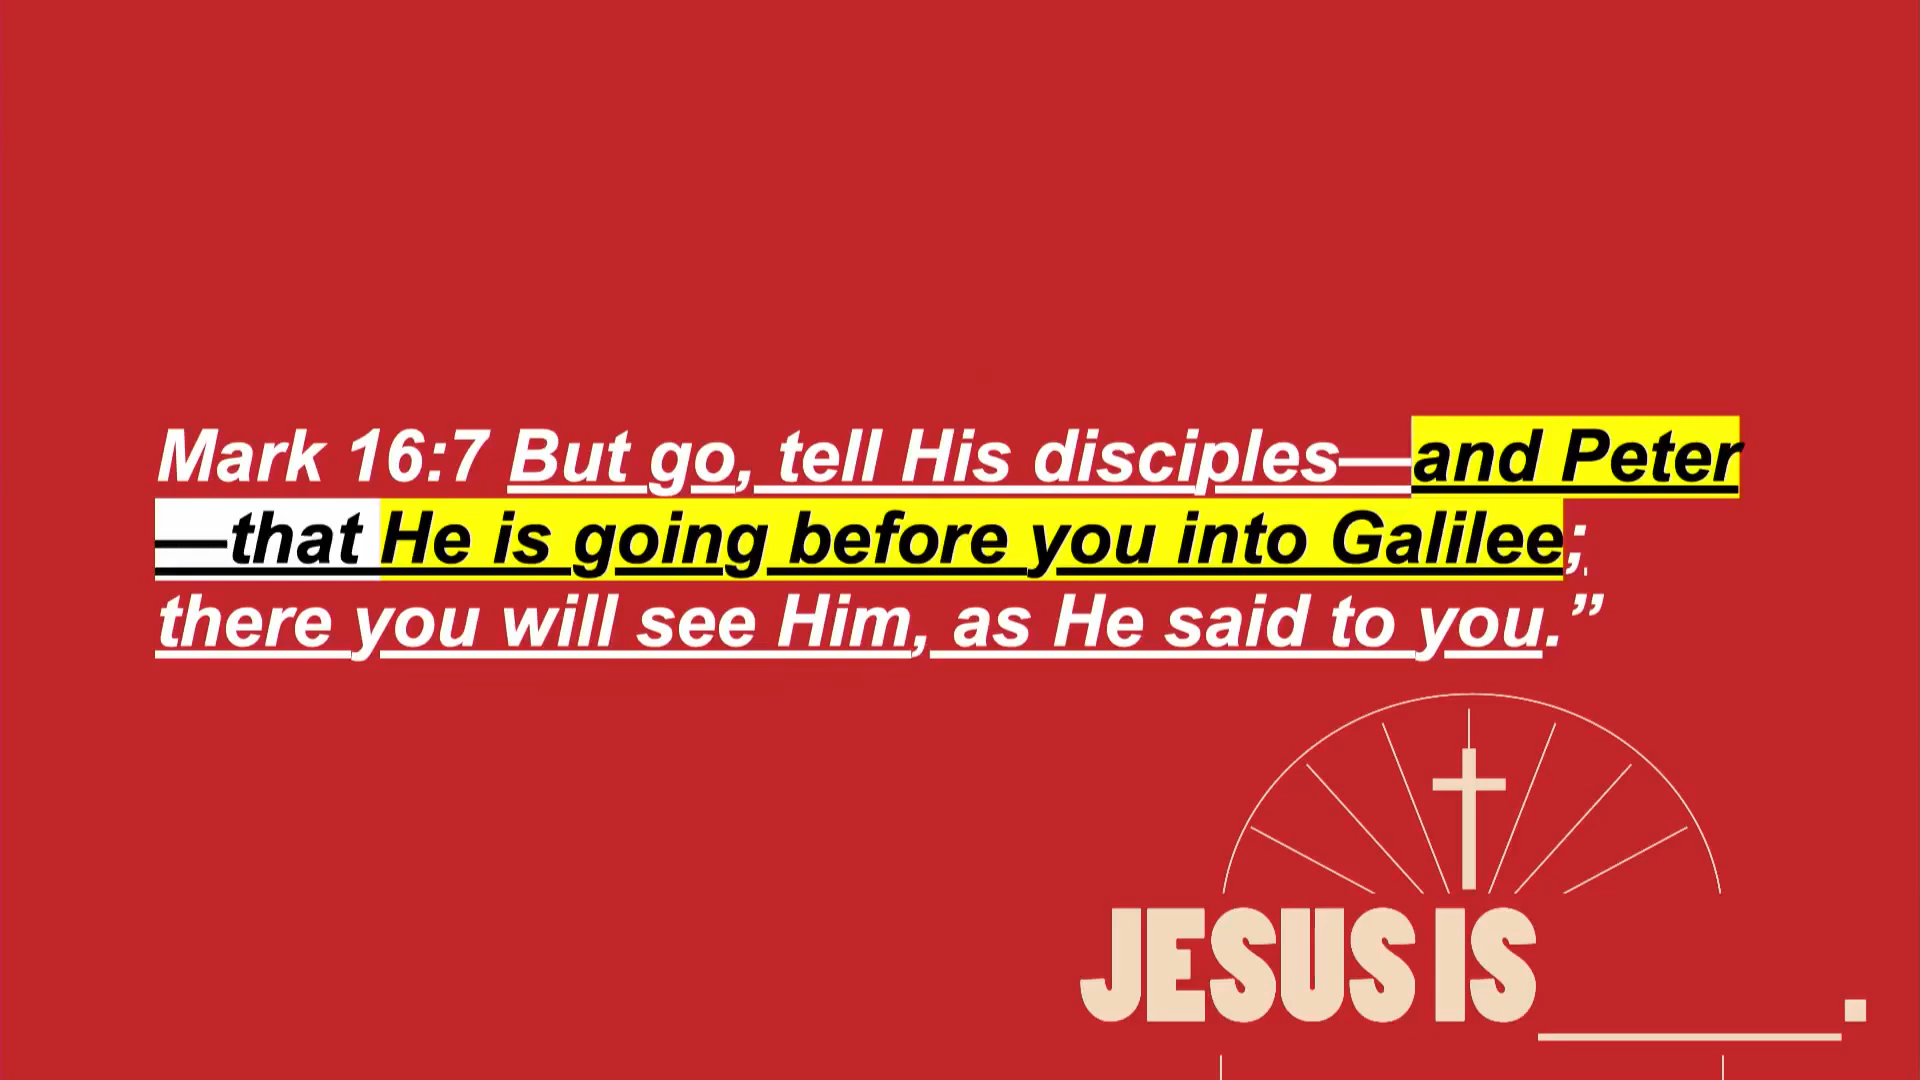 Mark 16:7 But go, tell His disciples—and Peter
—that He is going before you into Galilee;
there you will see Him, as He said to you.”
JESUS IS ______.